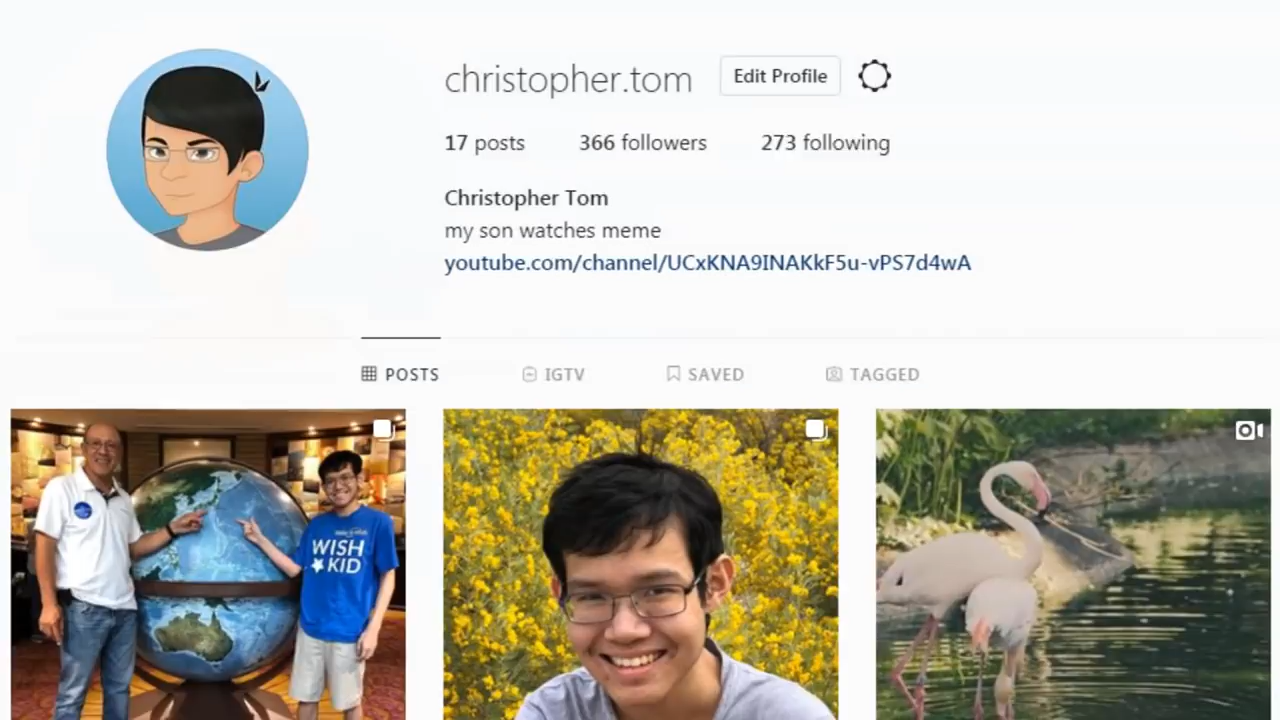 christopher.tom
Edit Profile
17 posts 366 followers 273 following
Christopher Tom
my son watches meme
youtube.com/channel/UCxKNA9INAKkF5u-vPS7d4wA
POSTS IGTV SAVED TAGGED
WISH
KID